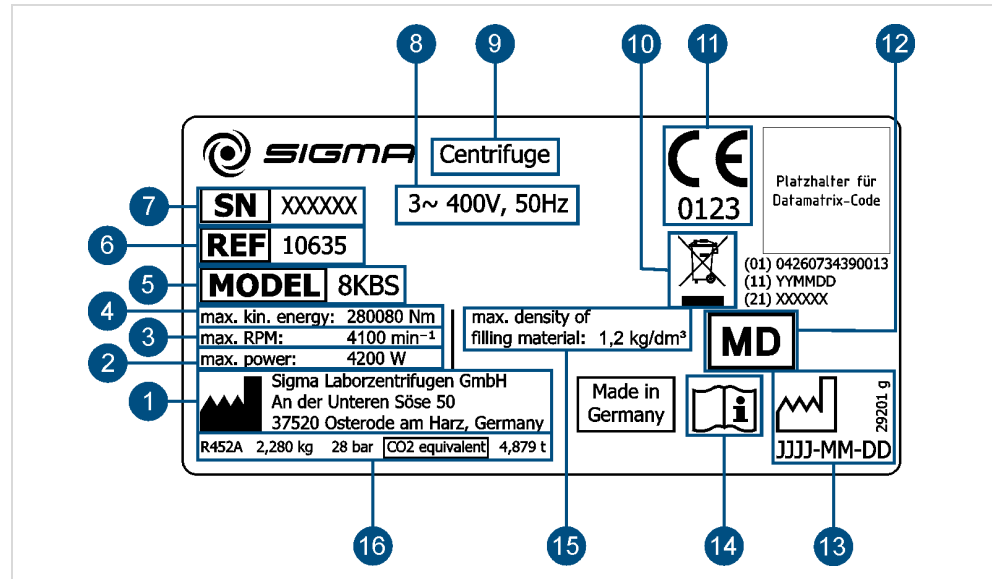 8
9
10
11
12
SIGMA
Centrifuge
3~ 400V, 50Hz
CE
0123
Platzhalter für
Datamatrix-Code
7
SN XXXXXX
6
REF 10635
5
MODEL 8KBS
(01) 04260734390013
(11) YYMMDD
(21) XXXXXX
4
max. kin. energy: 280080 Nm
3
max. RPM: 4100 min⁻¹
2
max. power: 4200 W
max. density of
filling material: 1,2 kg/dm³
MD
1
Sigma Laborzentrifugen GmbH
An der Unteren Söse 50
37520 Osterode am Harz, Germany
Made in
Germany
i
29201 g
JJJJ-MM-DD
R452A 2,280 kg 28 bar CO2 equivalent 4,879 t
16
15
14
13